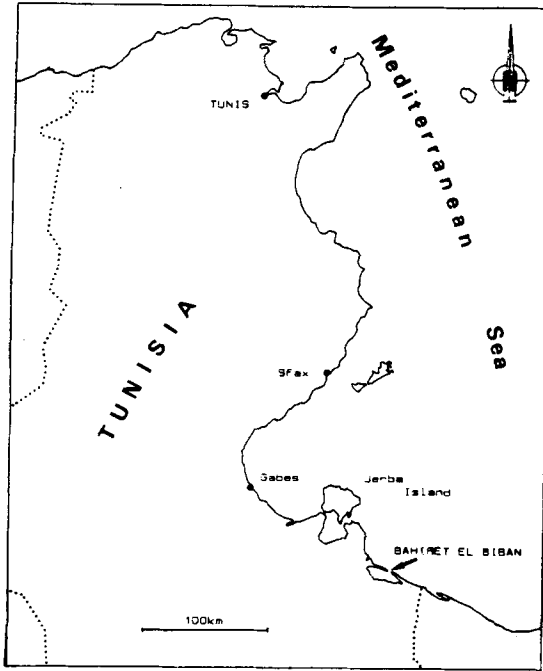 Mediterranean Sea
TUNIS
TUNISIA
SFax
Gabes
Jerba
Island
BAHIRET EL BIBAN
100km